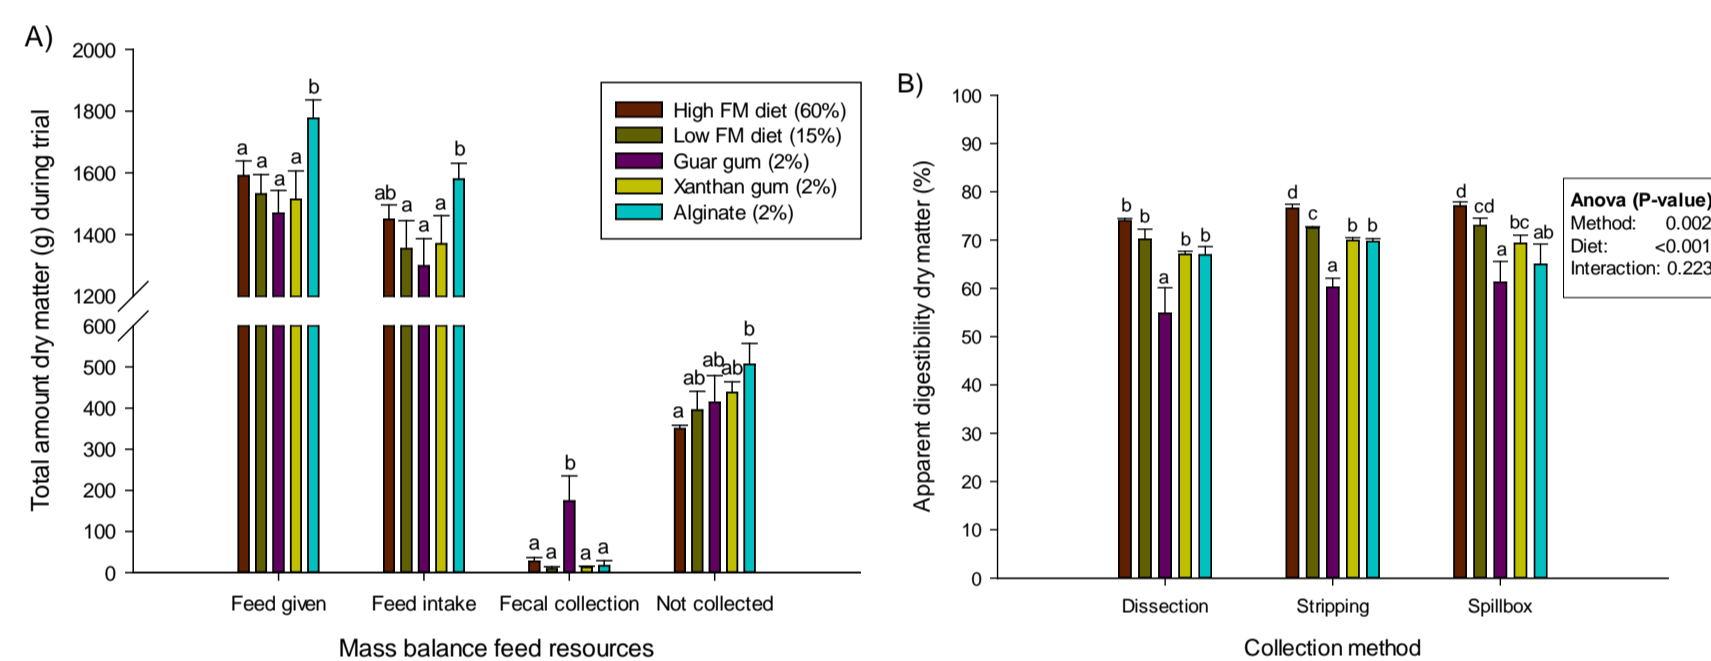 A)
Total amount dry matter (g) during trial
2000
1800
1600
1400
1200
600
500
400
300
200
100
0
a
a
a
a
b
ab
a
a
a
b
a
a
b
a
a
a
ab
ab
ab
b
High FM diet (60%)
Low FM diet (15%)
Guar gum (2%)
Xanthan gum (2%)
Alginate (2%)
Feed given
Feed intake
Fecal collection
Not collected
Mass balance feed resources
B)
Apparent digestibility dry matter (%)
100
90
80
70
60
50
40
30
20
10
0
b
b
a
b
b
d
c
a
b
b
d
cd
a
bc
ab
Anova (P-value)
Method: 0.002
Diet: <0.001
Interaction: 0.223
Dissection
Stripping
Spillbox
Collection method